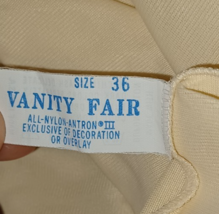 SIZE 36
VANITY FAIR
ALL-NYLON-ANTRON® III
EXCLUSIVE OF DECORATION
OR OVERLAY